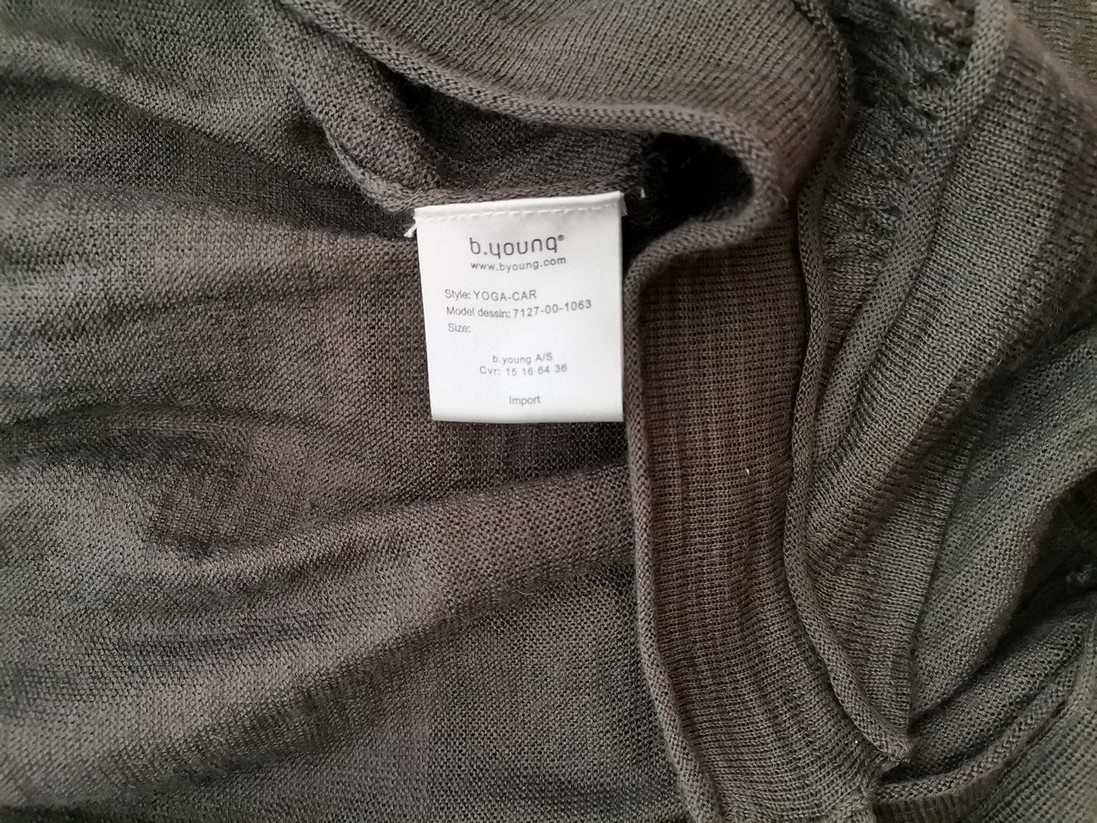 b.young®
www.byoung.com
Style: YOGA-CAR
Model dessin: 7127-00-1063
Size:
b.young A/S
Cvr: 15 16 64 36
Import